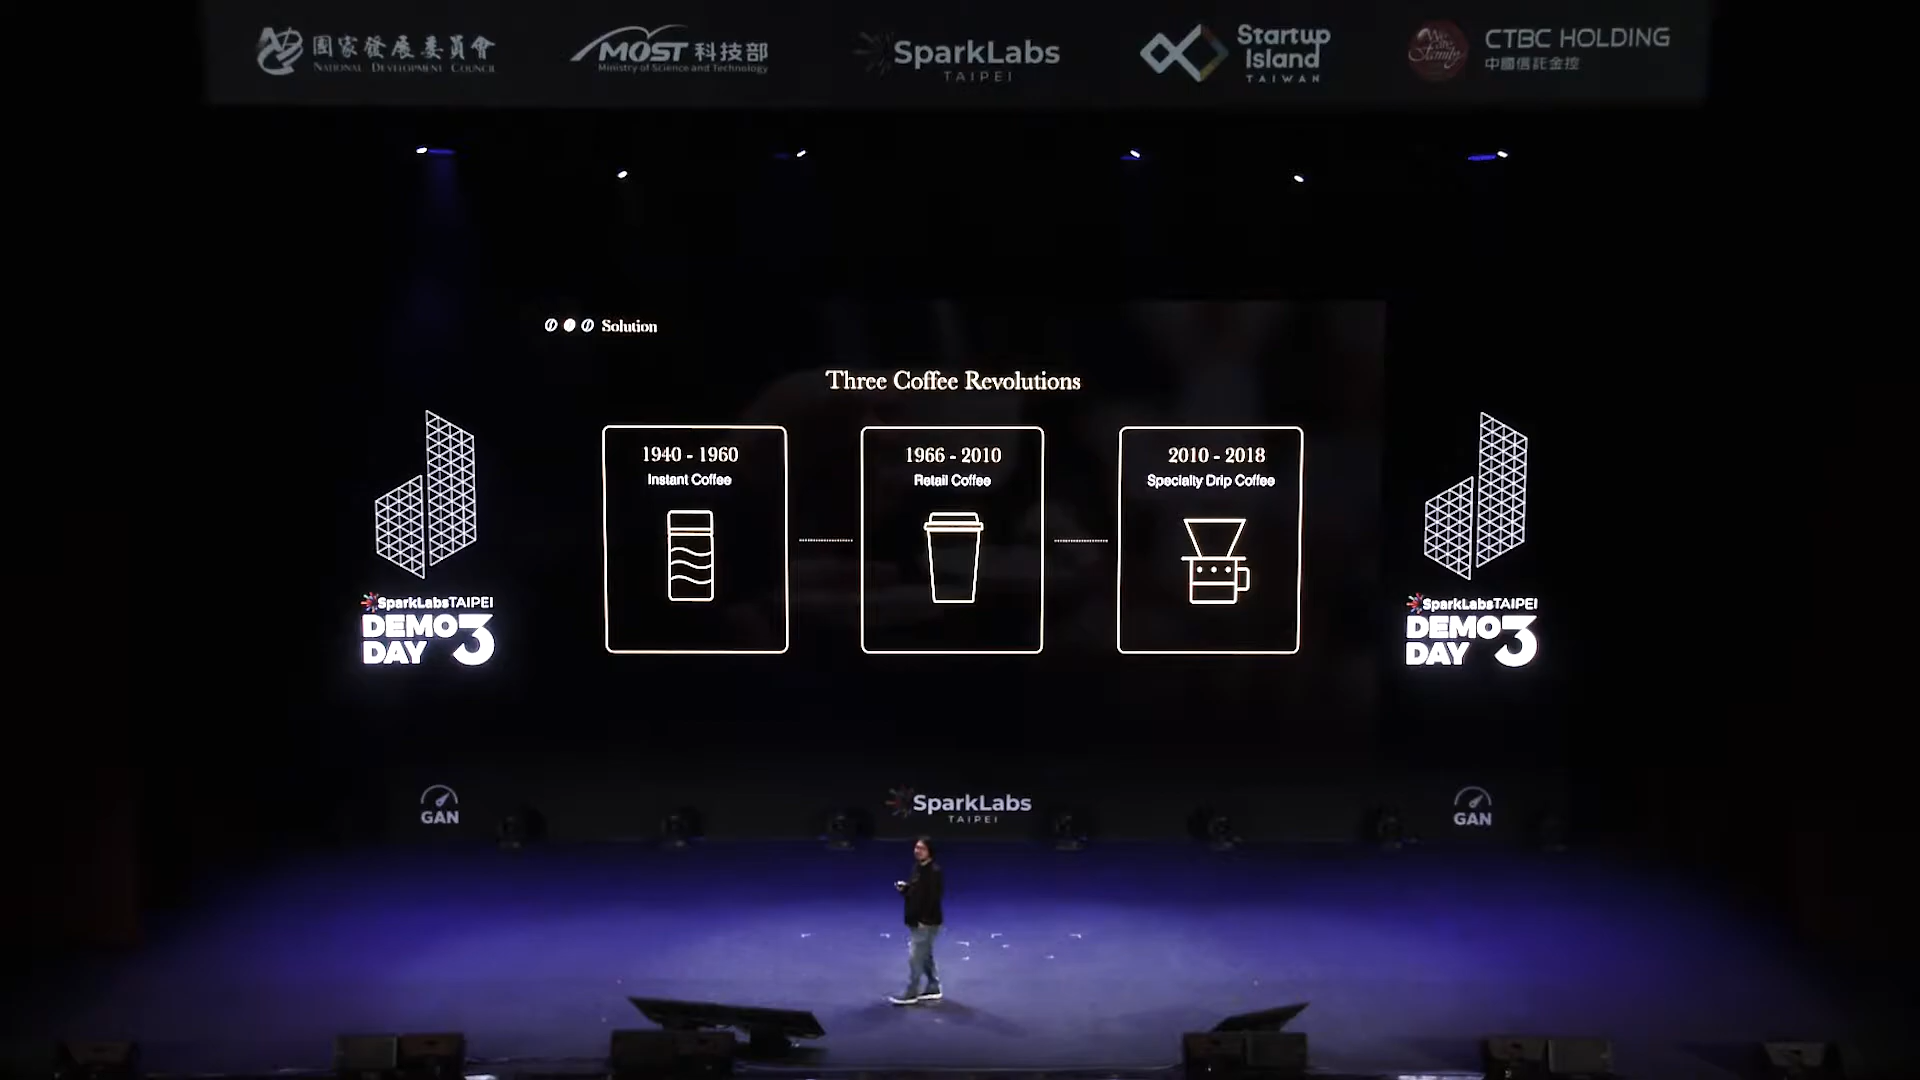 國家發展委員會
NATIONAL DEVELOPMENT COUNCIL
MOST 科技部
Ministry of Science and Technology
SparkLabs
TAIPEI
Startup
Island
TAIWAN
We are Family
CTBC HOLDING
中國信託金控
Solution
Three Coffee Revolutions
1940 - 1960
Instant Coffee
1966 - 2010
Retail Coffee
2010 - 2018
Specialty Drip Coffee
SparkLabsTAIPEI
DEMO
DAY 3
SparkLabsTAIPEI
DEMO
DAY 3
GAN
SparkLabs
TAIPEI
GAN